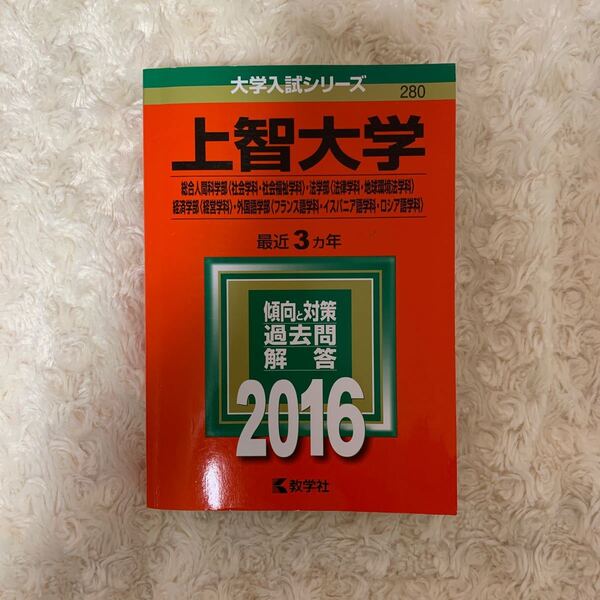 大学入試シリーズ
280
上智大学
総合人間科学部〈社会学科・社会福祉学科〉・法学部〈法律学科・地球環境法学科〉
経済学部〈経営学科〉・外国語学部〈フランス語学科・イスパニア語学科・ロシア語学科〉
最近3カ年
傾向と対策
過去問
解答
2016
教学社